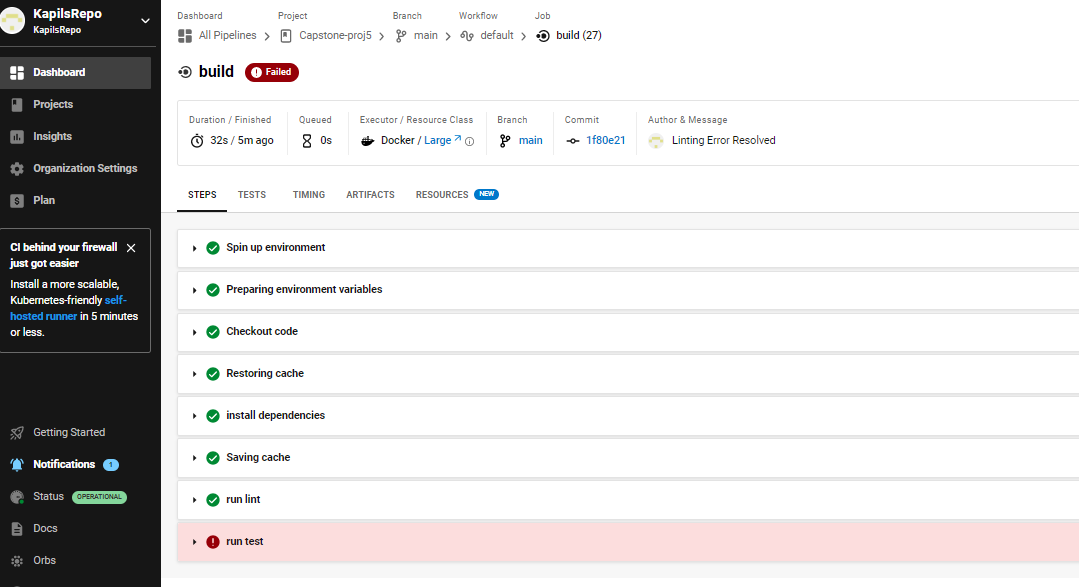 KapilsRepo
KapilsRepo
Dashboard
Projects
Insights
Organization Settings
Plan
CI behind your firewall
just got easier
Install a more scalable,
Kubernetes-friendly self-
hosted runner in 5 minutes
or less.
Getting Started
Notifications 1
Status OPERATIONAL
Docs
Orbs
Dashboard Project Branch Workflow Job
All Pipelines Capstone-proj5 main default build (27)
build Failed
Duration / Finished Queued Executor / Resource Class Branch Commit Author & Message
32s / 5m ago 0s Docker / Large main 1f80e21 Linting Error Resolved
STEPS TESTS TIMING ARTIFACTS RESOURCES NEW
Spin up environment
Preparing environment variables
Checkout code
Restoring cache
install dependencies
Saving cache
run lint
run test